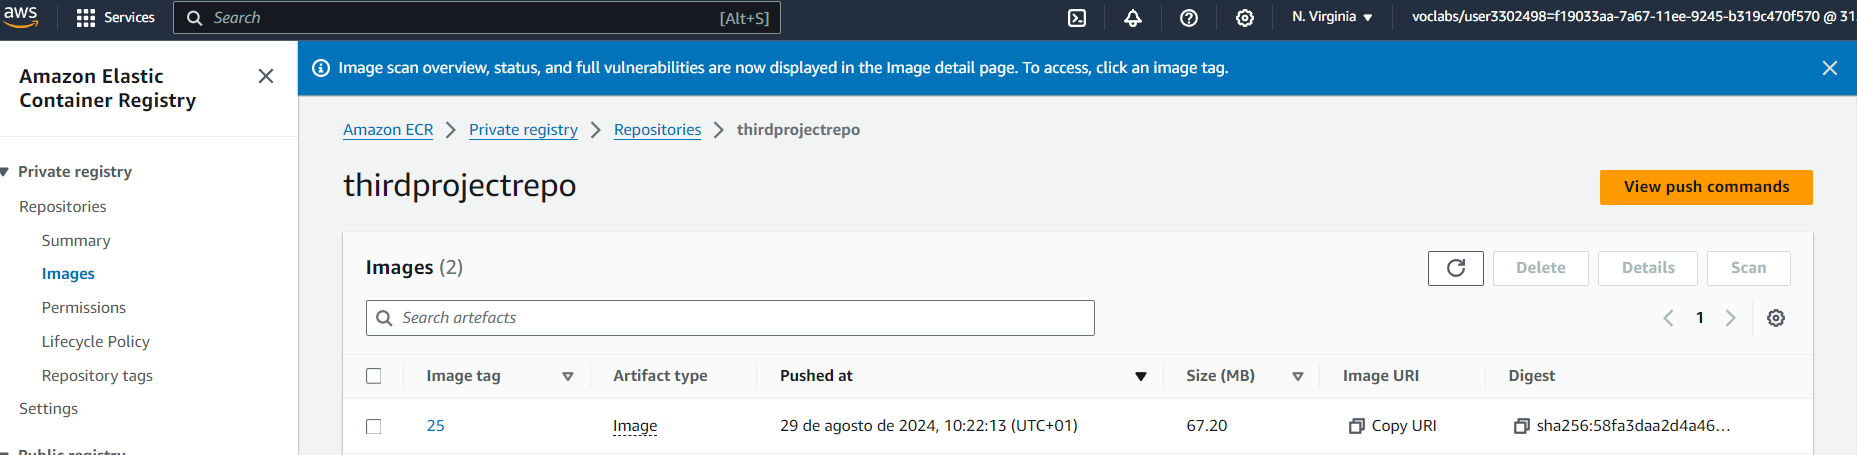 aws
Services
Search
[Alt+S]
N. Virginia
voclabs/user3302498=f19033aa-7a67-11ee-9245-b319c470f570 @ 31
Amazon Elastic
Container Registry
Image scan overview, status, and full vulnerabilities are now displayed in the Image detail page. To access, click an image tag.
Amazon ECR
Private registry
Repositories
thirdprojectrepo
Private registry
Repositories
Summary
Images
Permissions
Lifecycle Policy
Repository tags
Settings
Public registry
thirdprojectrepo
View push commands
Images (2)
Delete
Details
Scan
Search artefacts
1
Image tag
Artifact type
Pushed at
Size (MB)
Image URI
Digest
25
Image
29 de agosto de 2024, 10:22:13 (UTC+01)
67.20
Copy URI
sha256:58fa3daa2d4a46...